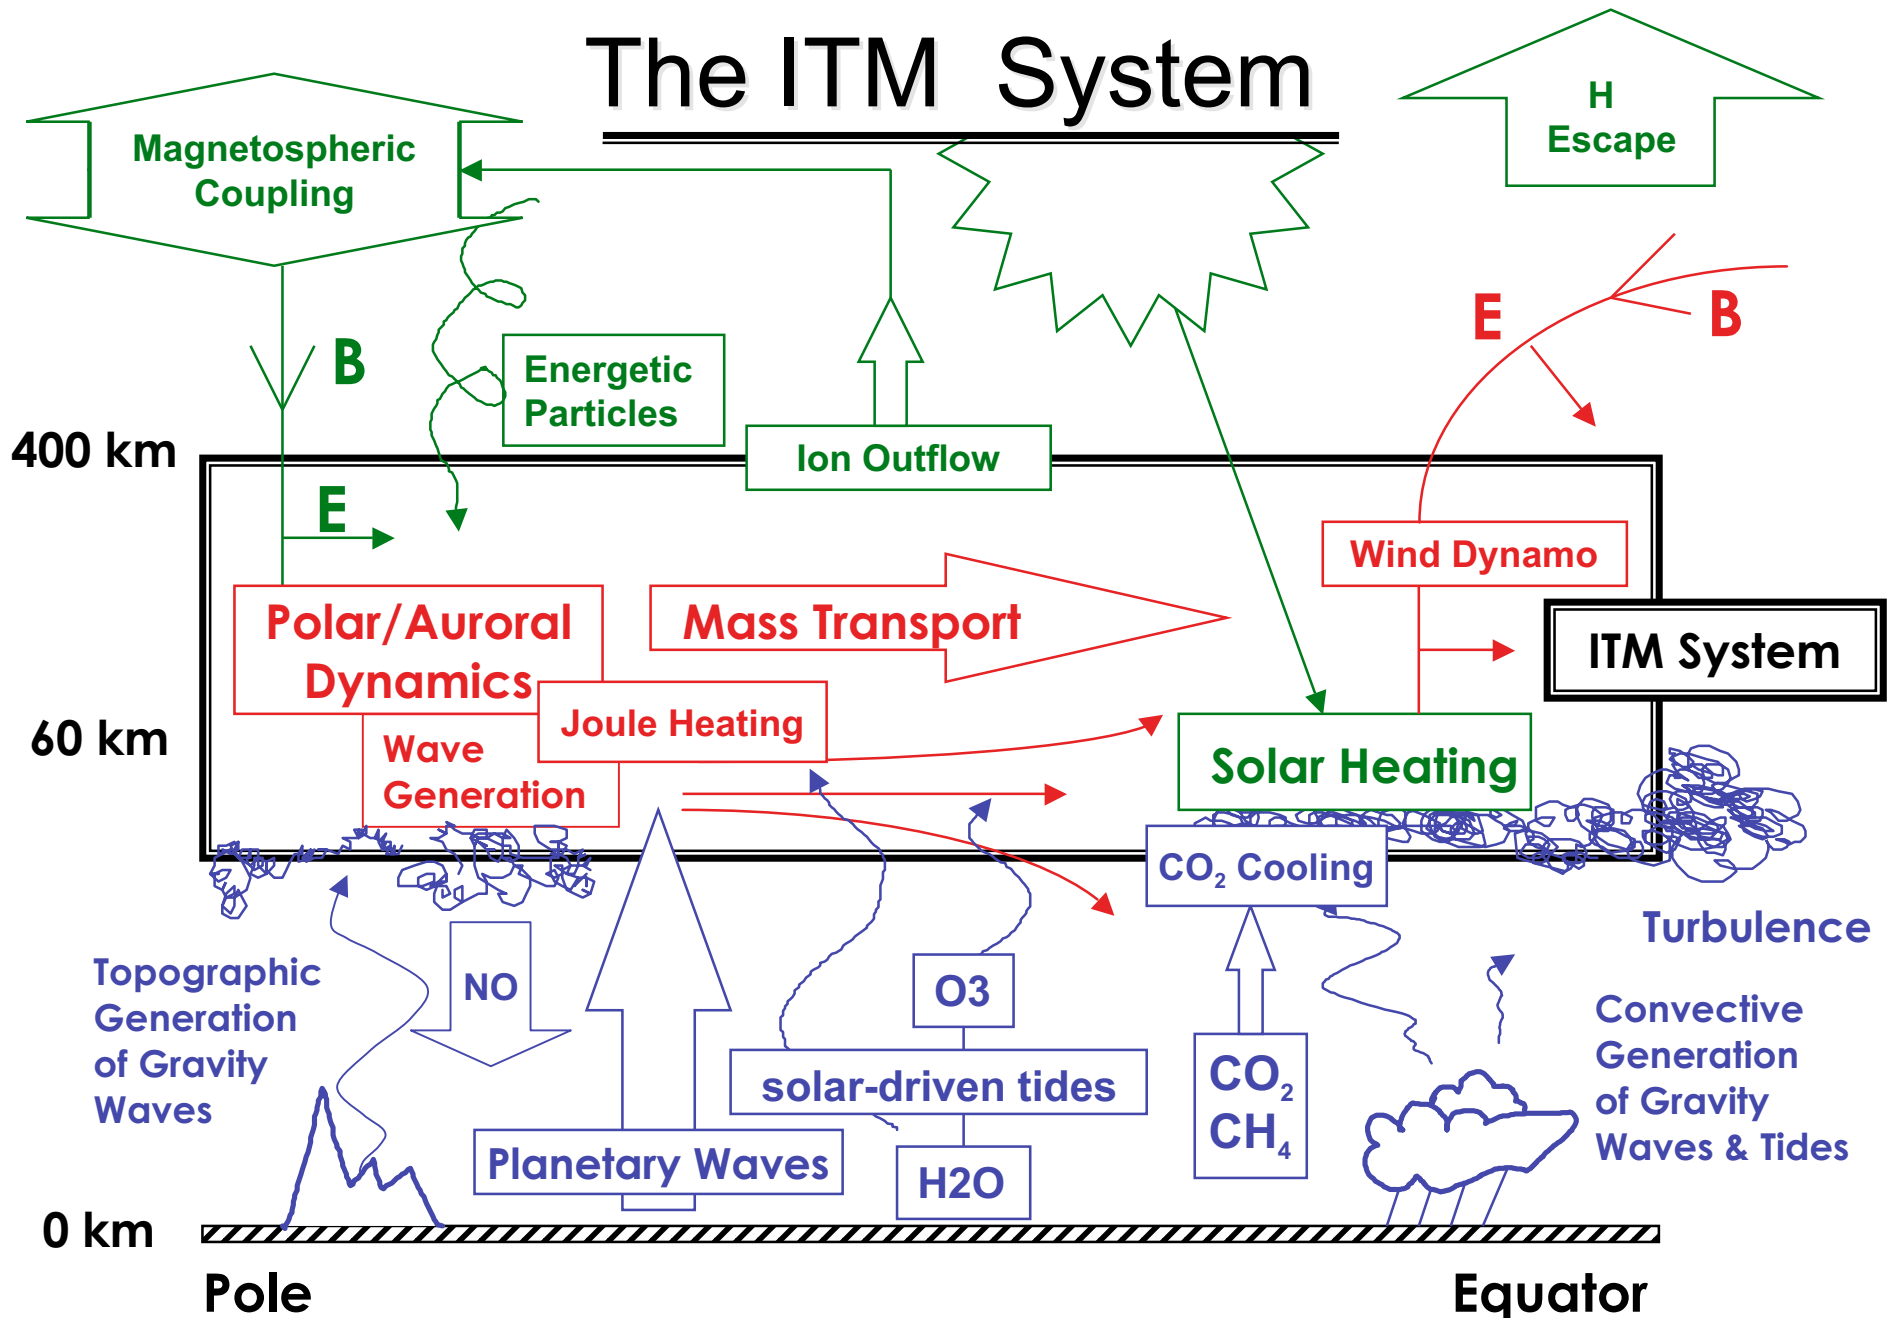 The ITM System
H
Escape
Magnetospheric
Coupling
E
B
B
Energetic
Particles
400 km
Ion Outflow
E
Wind Dynamo
Polar/Auroral
Dynamics
Mass Transport
ITM System
Joule Heating
60 km
Wave
Generation
Solar Heating
CO₂ Cooling
Turbulence
Topographic
Generation
of Gravity
Waves
NO
O3
Convective
Generation
of Gravity
Waves & Tides
CO₂
CH₄
solar-driven tides
Planetary Waves
H2O
0 km
Pole
Equator